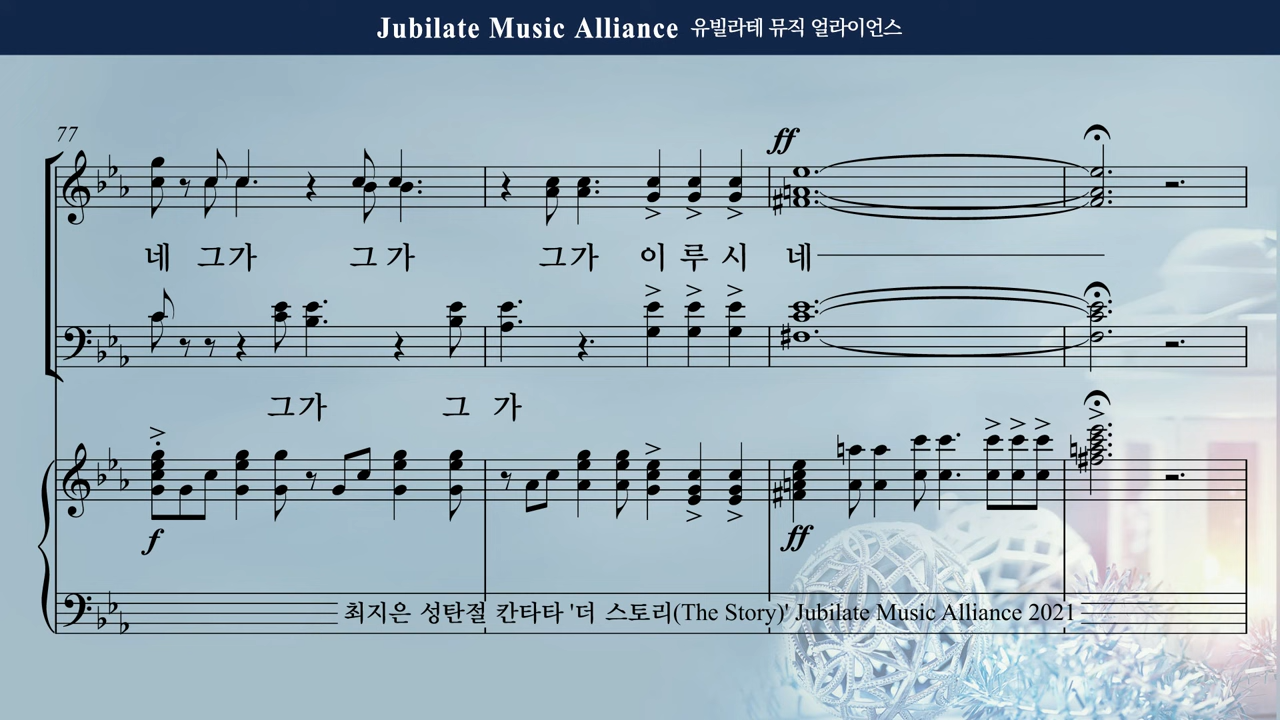 Jubilate Music Alliance 유빌라테 뮤직 얼라이언스
77
ff
네 그가 그 가 그가 이 루 시 네
그가 그 가
f ff
최지은 성탄절 칸타타 '더 스토리(The Story)' Jubilate Music Alliance 2021